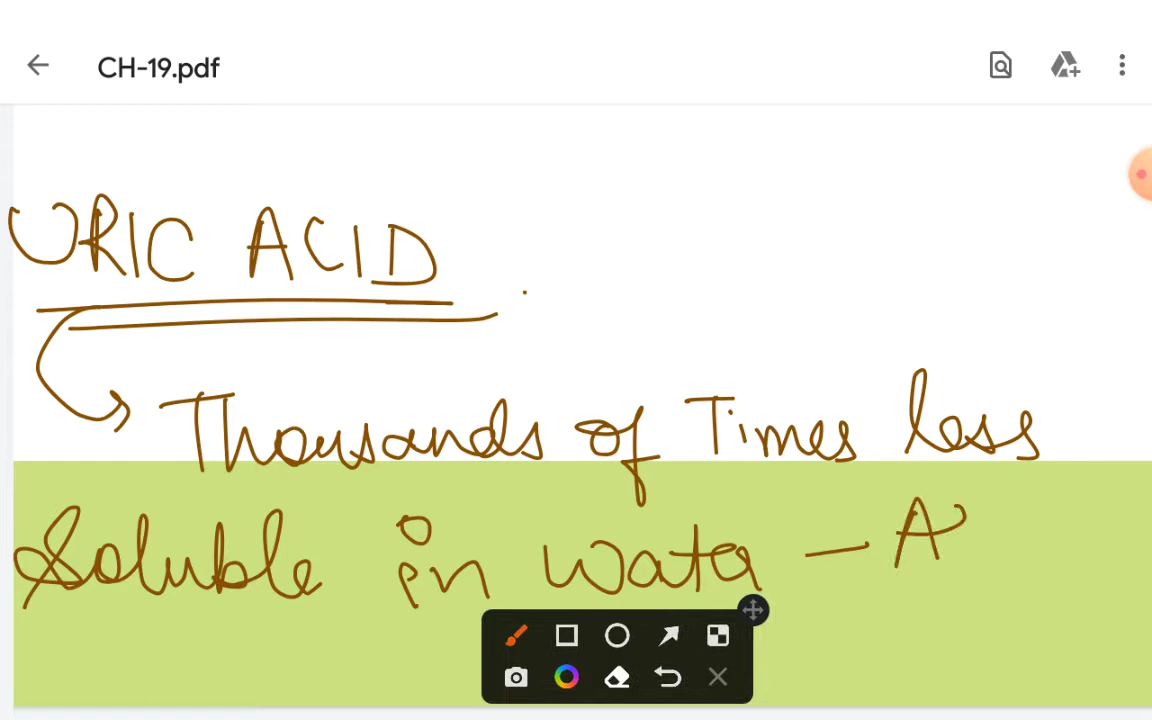 CH-19.pdf
URIC ACID
Thousands of Times less
Soluble in water - A